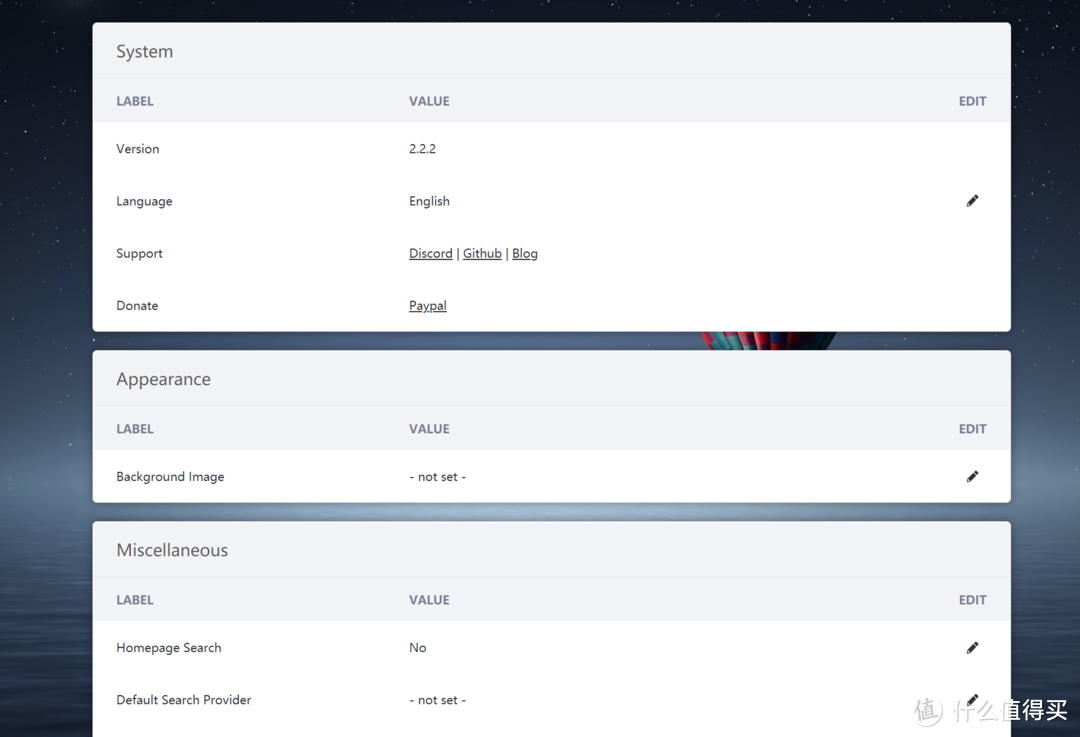 System
LABEL VALUE EDIT
Version 2.2.2
Language English
Support Discord | Github | Blog
Donate Paypal
Appearance
LABEL VALUE EDIT
Background Image - not set -
Miscellaneous
LABEL VALUE EDIT
Homepage Search No
Default Search Provider - not set -
值 什么值得买